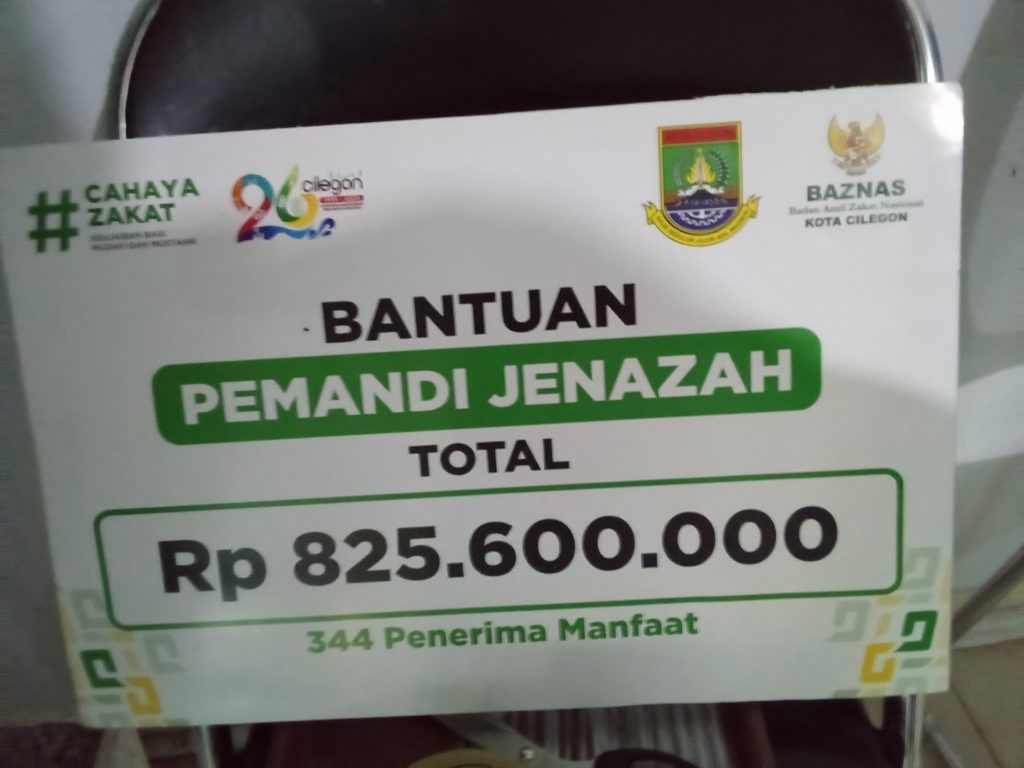 #CAHAYA
ZAKAT
26 cilegon
BAZNAS
Badan Amil Zakat Nasional
KOTA CILEGON
BANTUAN
PEMANDI JENAZAH
TOTAL
Rp 825.600.000
344 Penerima Manfaat